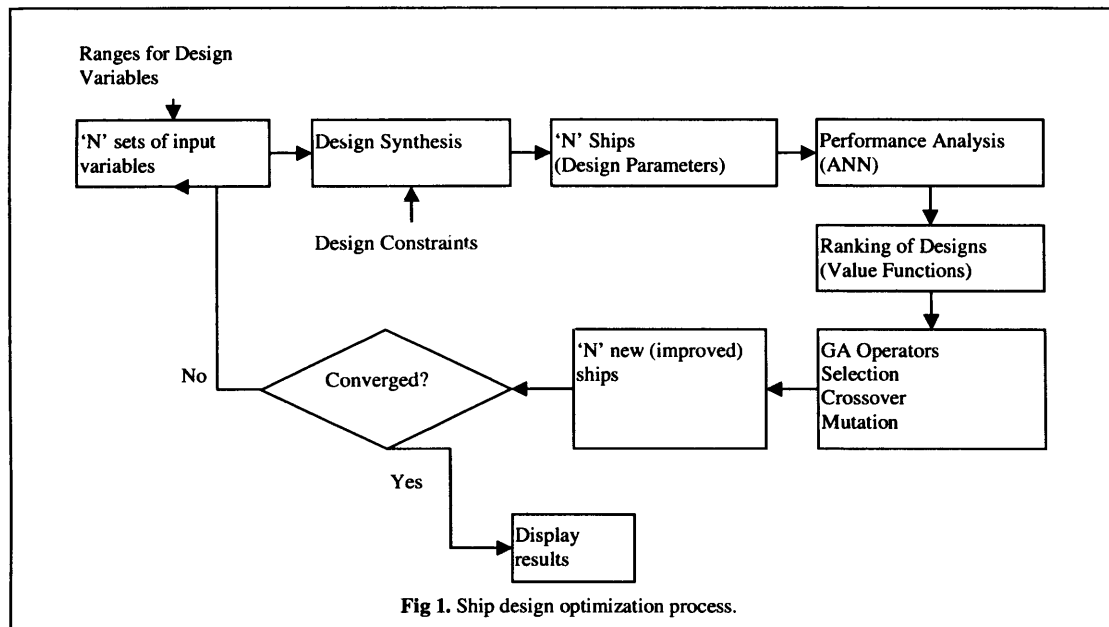 Ranges for Design
Variables
‘N’ sets of input
variables
Design Synthesis
‘N’ Ships
(Design Parameters)
Performance Analysis
(ANN)
Design Constraints
Ranking of Designs
(Value Functions)
GA Operators
Selection
Crossover
Mutation
‘N’ new (improved)
ships
Converged?
No
Yes
Display
results
Fig 1. Ship design optimization process.